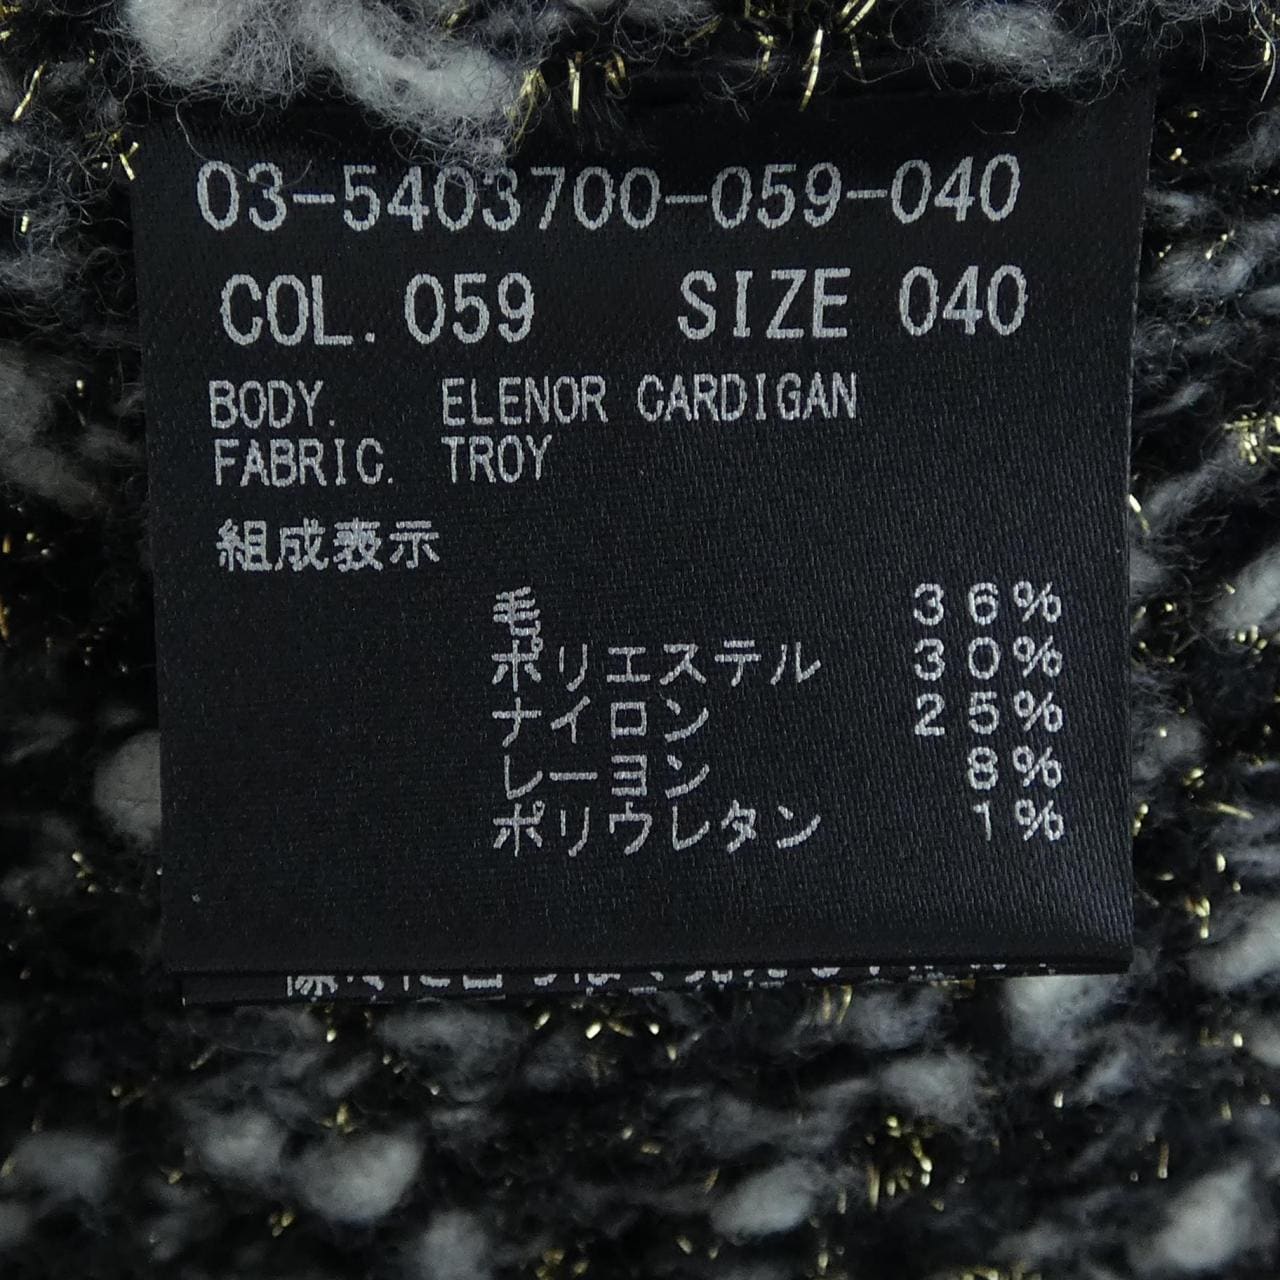 03-5403700-059-040
COL. 059 SIZE 040
BODY. ELENOR CARDIGAN
FABRIC. TROY
組成表示
毛 36%
ポリエステル 30%
ナイロン 25%
レーヨン 8%
ポリウレタン 1%